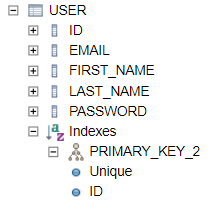 USER
ID
EMAIL
FIRST_NAME
LAST_NAME
PASSWORD
Indexes
PRIMARY_KEY_2
Unique
ID